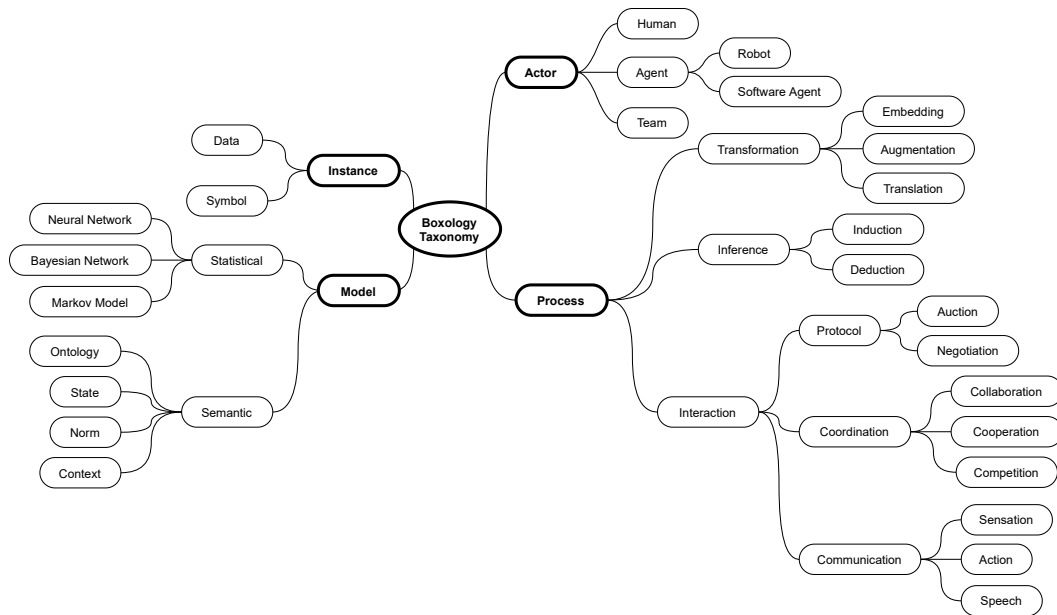 Boxology
Taxonomy
Actor
Human
Agent
Robot
Software Agent
Team
Process
Transformation
Embedding
Augmentation
Translation
Inference
Induction
Deduction
Interaction
Protocol
Auction
Negotiation
Coordination
Collaboration
Cooperation
Competition
Communication
Sensation
Action
Speech
Instance
Data
Symbol
Model
Statistical
Neural Network
Bayesian Network
Markov Model
Semantic
Ontology
State
Norm
Context